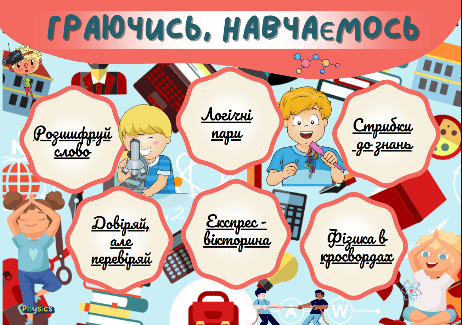 ГРАЮЧИСЬ, НАВЧАЄМОСЬ
Розшифруй
слово
Логічні
пари
Стрибки
до знань
Довіряй,
але
перевіряй
Експрес -
вікторина
Фізика в
кросвордах
Physics
A
W